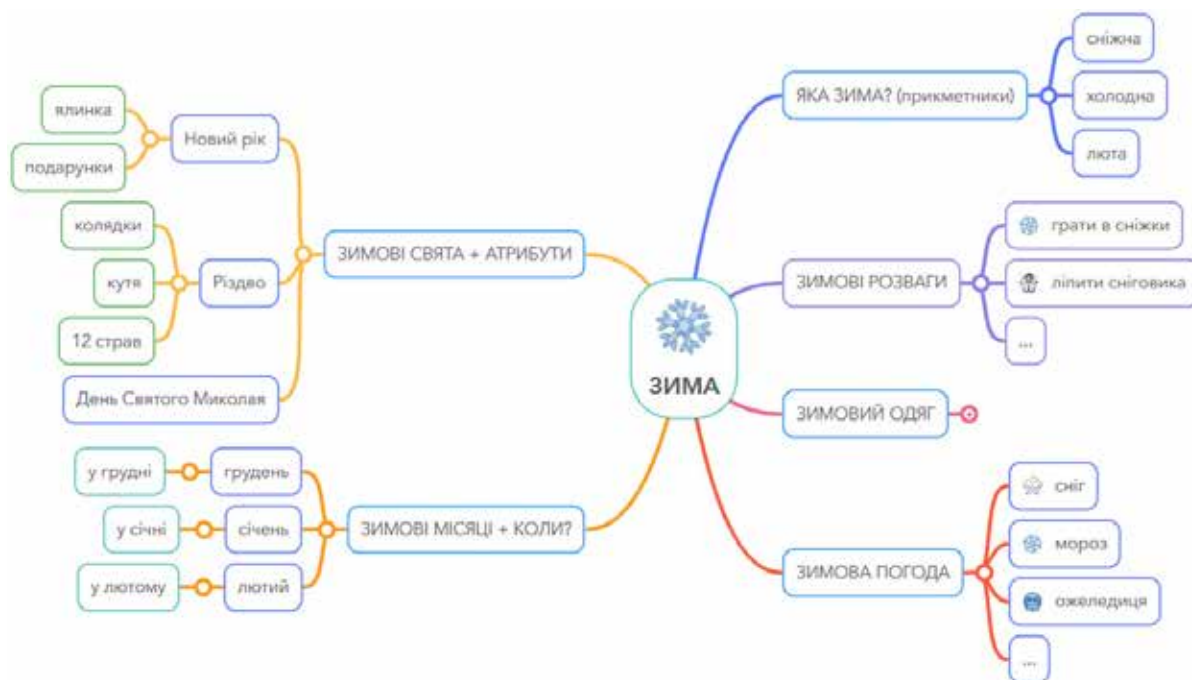 ЗИМА
ЯКА ЗИМА? (прикметники)
сніжна
холодна
люта
ЗИМОВІ РОЗВАГИ
грати в сніжки
ліпити сніговика
...
ЗИМОВИЙ ОДЯГ
ЗИМОВА ПОГОДА
сніг
мороз
ожеледиця
...
ЗИМОВІ СВЯТА + АТРИБУТИ
Новий рік
ялинка
подарунки
Різдво
колядки
кутя
12 страв
День Святого Миколая
ЗИМОВІ МІСЯЦІ + КОЛИ?
грудень
у грудні
січень
у січні
лютий
у лютому